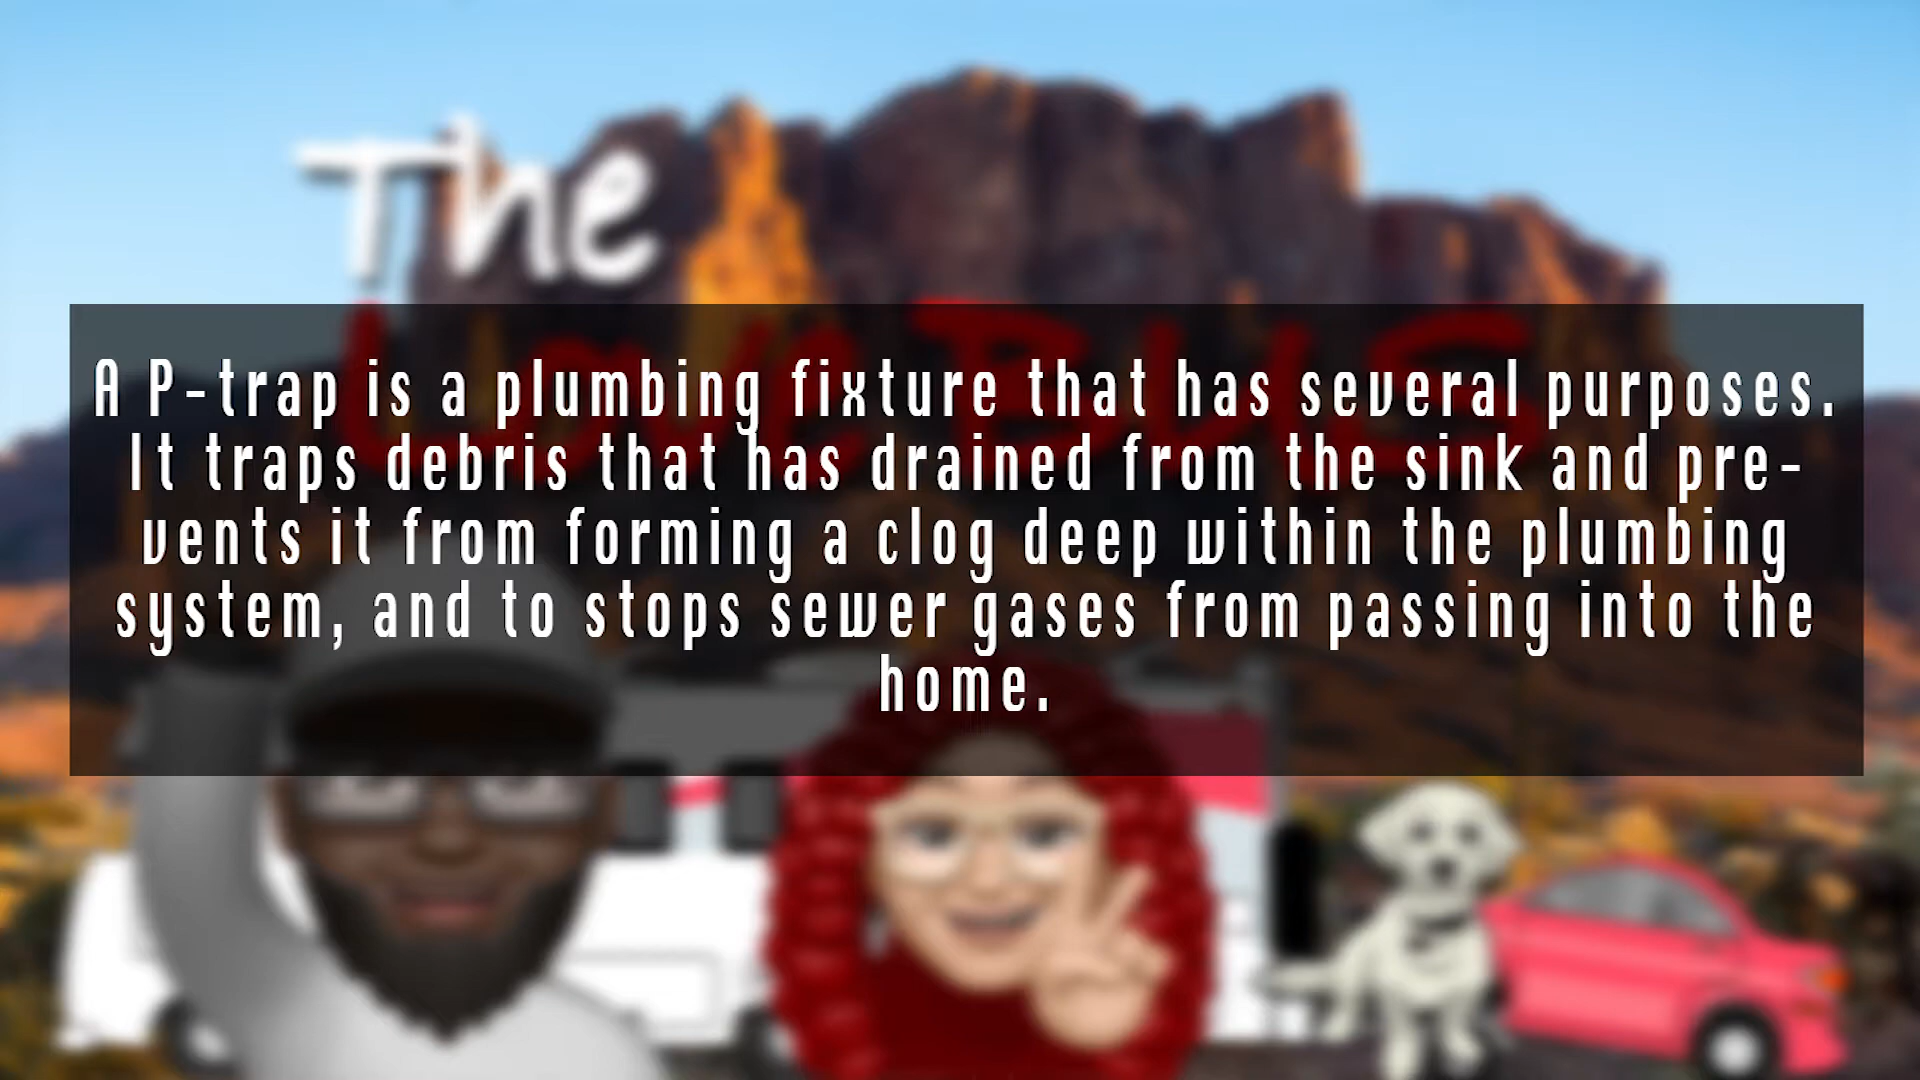 The
Love Bus
A P-trap is a plumbing fixture that has several purposes.
It traps debris that has drained from the sink and pre-
vents it from forming a clog deep within the plumbing
system, and to stops sewer gases from passing into the
home.